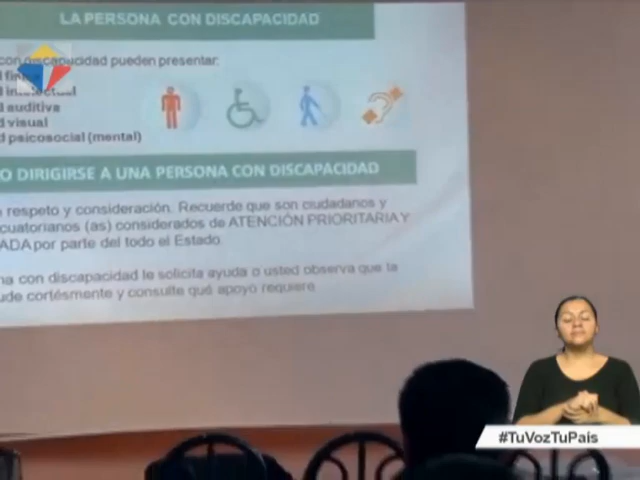 LA PERSONA CON DISCAPACIDAD
con discapacidad pueden presentar:
auditiva
visual
psicosocial (mental)
DIRIGIRSE A UNA PERSONA CON DISCAPACIDAD
respeto y consideración. Recuerde que son ciudadanos y
(as) considerados de ATENCIÓN PRIORITARIA Y
por parte del todo el Estado
con discapacidad le solicita ayuda o usted observa que la
cortésmente y consulte qué apoyo requiere
#TuVozTuPaís